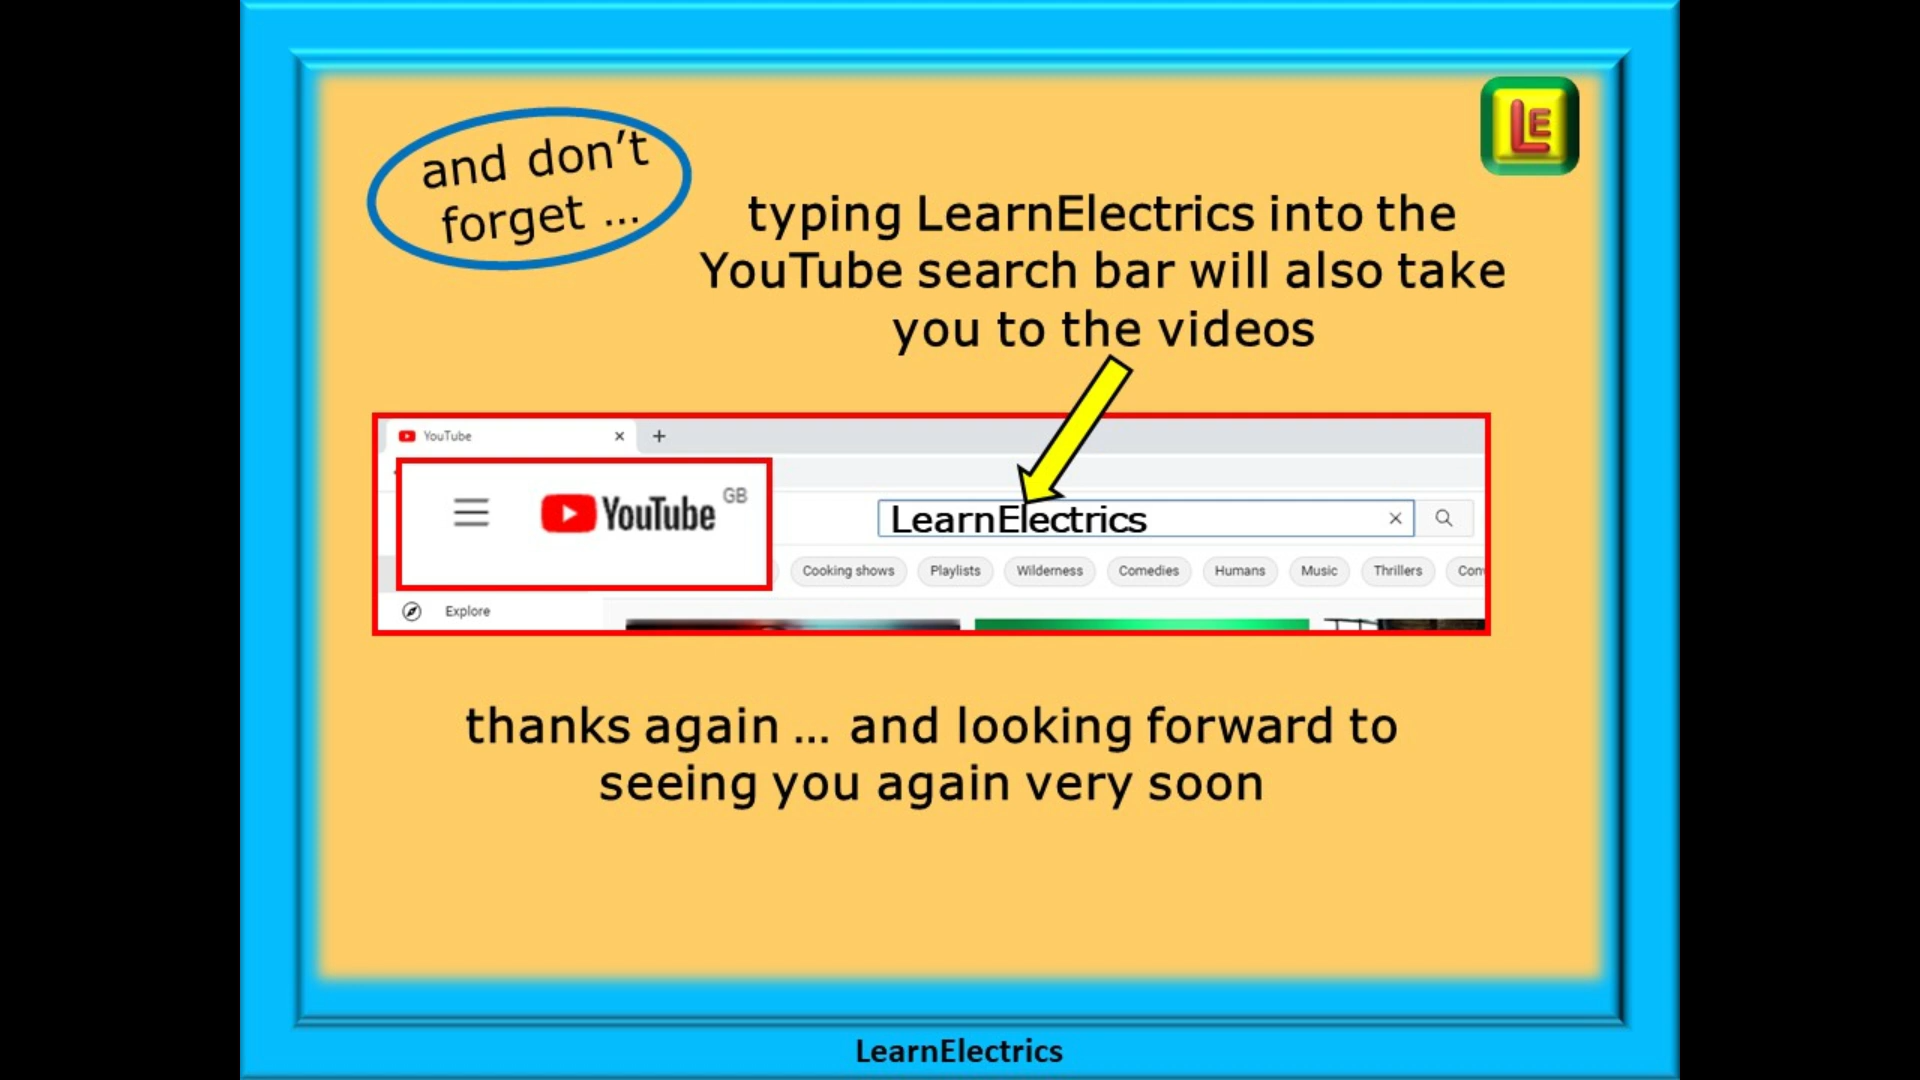 LE
and don't
forget ...
typing LearnElectrics into the
YouTube search bar will also take
you to the videos
YouTube
YouTube GB
LearnElectrics
Cooking shows Playlists Wilderness Comedies Humans Music Thrillers
Explore
thanks again ... and looking forward to
seeing you again very soon
LearnElectrics